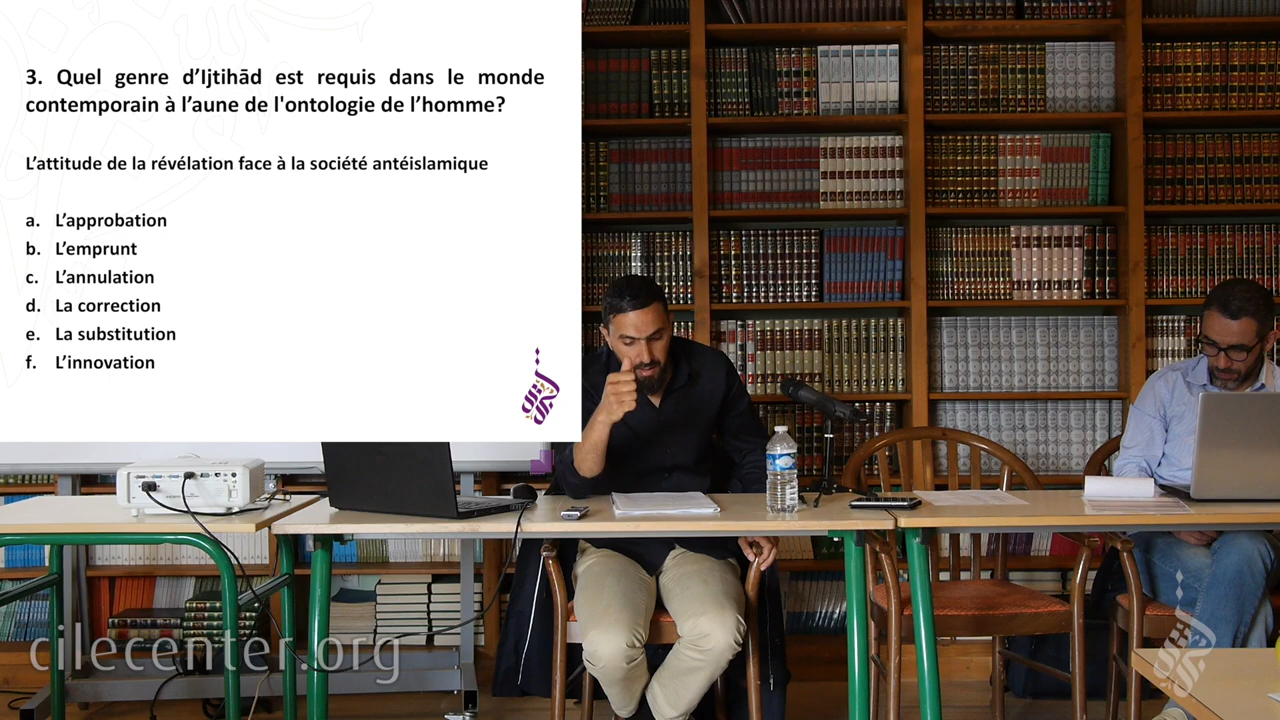 3. Quel genre d’Ijtihād est requis dans le monde
contemporain à l’aune de l'ontologie de l’homme?
L’attitude de la révélation face à la société antéislamique
a. L’approbation
b. L’emprunt
c. L’annulation
d. La correction
e. La substitution
f. L’innovation
cilecenter.org